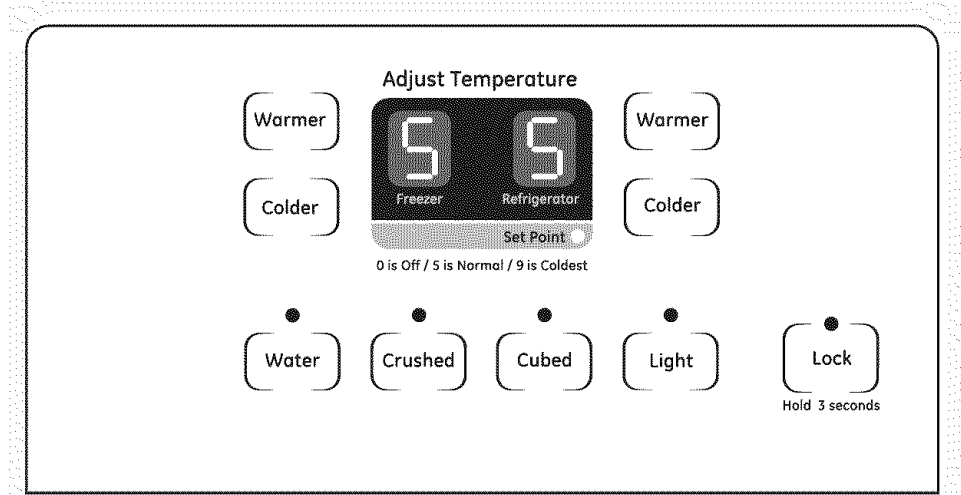 Adjust Temperature
Warmer
5 5
Warmer
Freezer Refrigerator
Colder
Colder
Set Point
0 is Off / 5 is Normal / 9 is Coldest
Water
Crushed
Cubed
Light
Lock
Hold 3 seconds